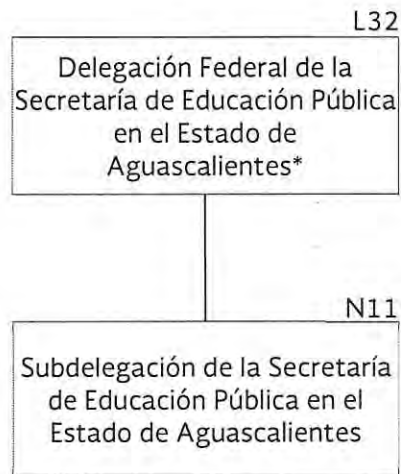 L32
Delegación Federal de la
Secretaría de Educación Pública
en el Estado de
Aguascalientes*
N11
Subdelegación de la Secretaría
de Educación Pública en el
Estado de Aguascalientes